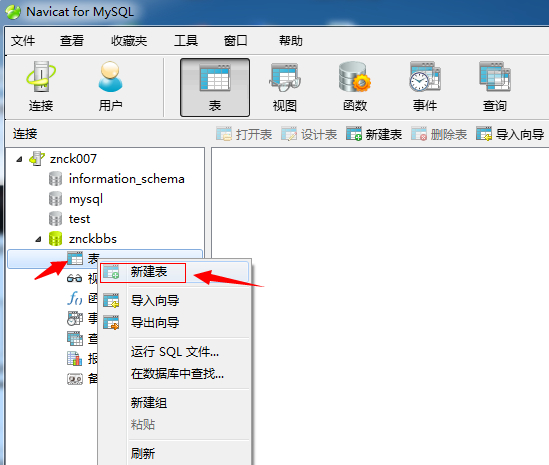 Navicat for MySQL
文件 查看 收藏夹 工具 窗口 帮助
连接 用户 表 视图 函数 事件 查询
连接 打开表 设计表 新建表 删除表 导入向导
znck007
information_schema
mysql
test
znckbbs
表
新建表
导入向导
导出向导
运行 SQL 文件...
在数据库中查找...
新建组
粘贴
刷新